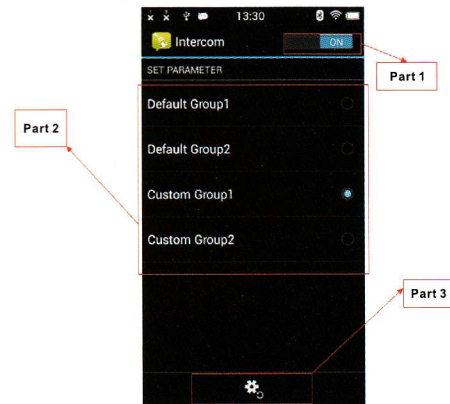 13:30
Intercom
ON
SET PARAMETER
Part 1
Default Group1
Part 2
Default Group2
Custom Group1
Custom Group2
Part 3